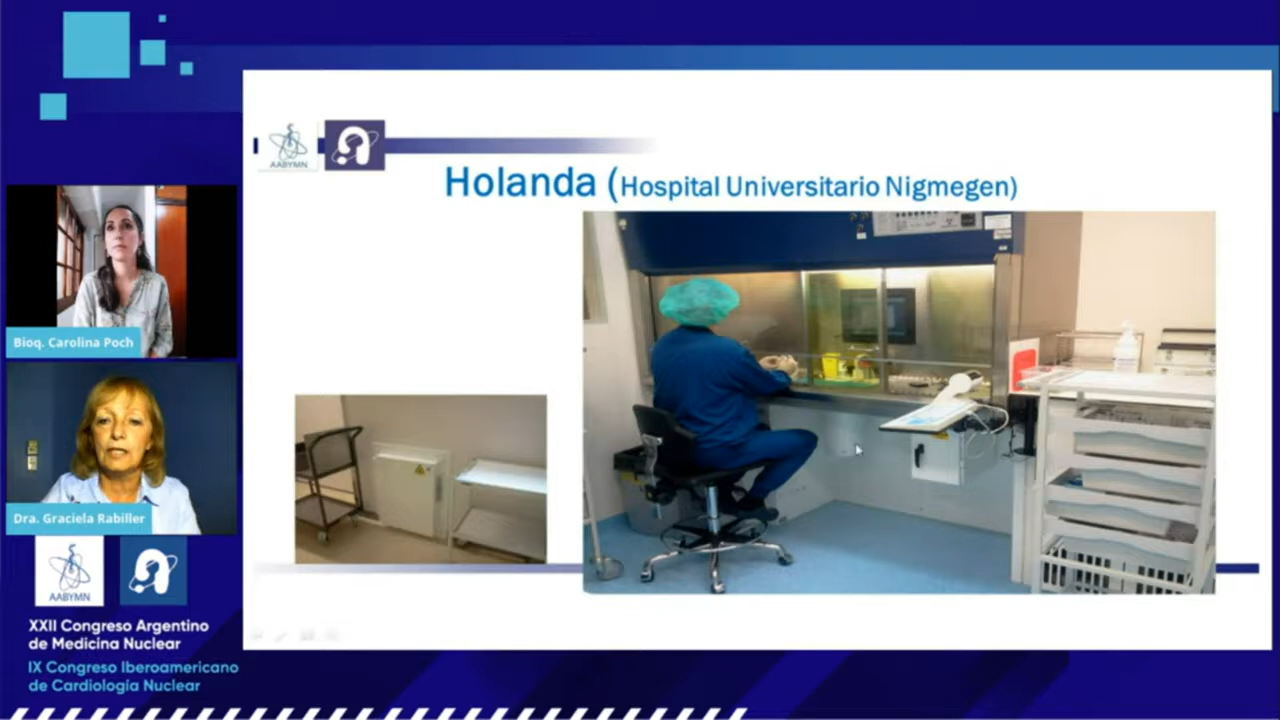 AABYMN
Holanda (Hospital Universitario Nigmegen)
Bioq. Carolina Poch
Dra. Graciela Rabiller
AABYMN
XXII Congreso Argentino
de Medicina Nuclear
IX Congreso Iberoamericano
de Cardiología Nuclear